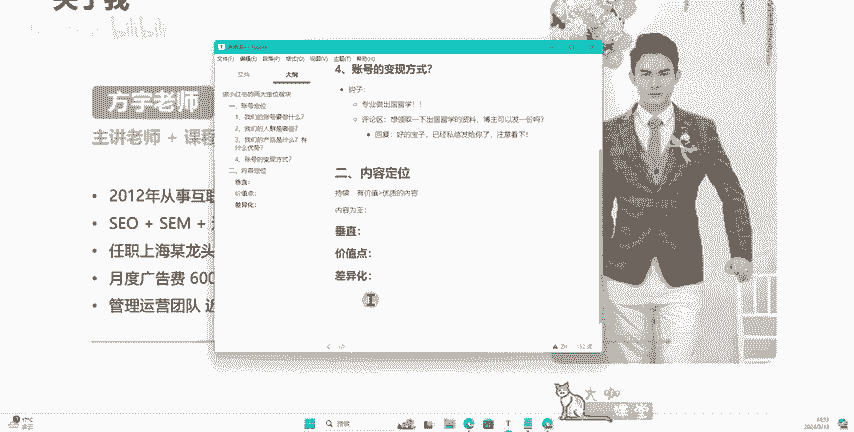 关于我
bilibili
方宇老师
主讲老师 + 课程
2012年从事互联
SEO + SEM +
任职上海某龙头
月度广告费 600
管理运营团队 近
文件(F) 编辑(E) 段落(P) 格式(O) 视图(V) 主题(T) 帮助(H)
文件 大纲
做小红书的两大定位板块
一、账号定位
1、我们的账号要做什么?
2、我们的人群是哪些?
3、我们的产品是什么?有什么优势?
4、账号的变现方式?
二、内容定位
垂直:
价值点:
差异化:
4、账号的变现方式?
钩子:
专业做出国留学!!
评论区:想领取一下出国留学的资料,博主可以发一份吗?
回复:好的宝子,已经私信发给你了,注意看下!
二、内容定位
持续 有价值>优质的内容
内容为王:
垂直:
价值点:
差异化:
搜索